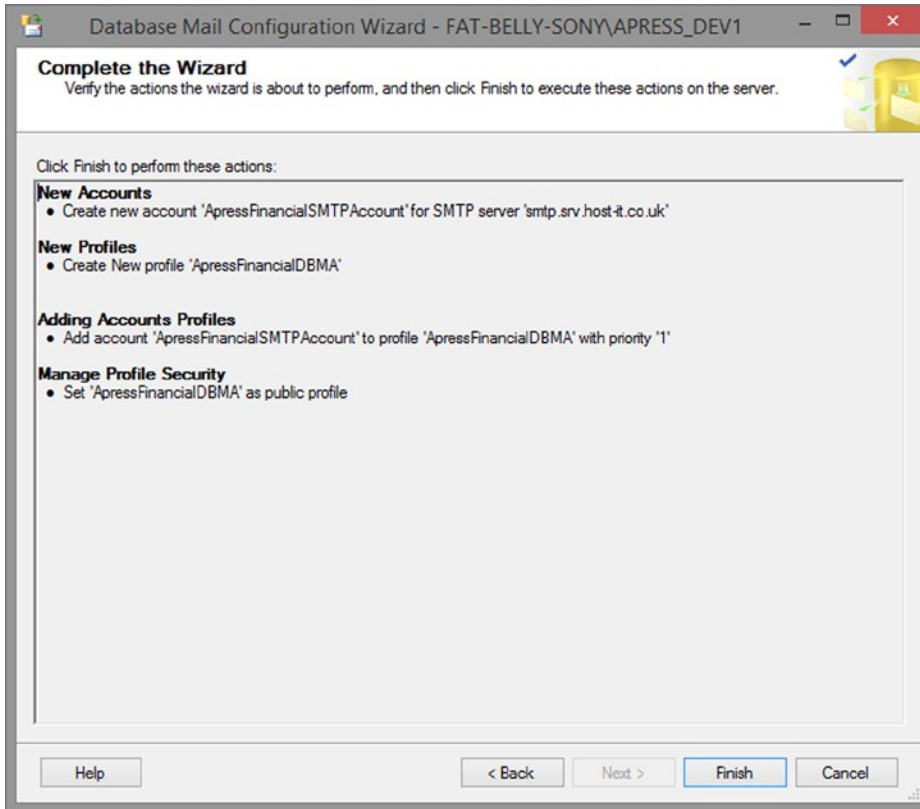 Database Mail Configuration Wizard - FAT-BELLY-SONY\APRESS_DEV1
Complete the Wizard
Verify the actions the wizard is about to perform, and then click Finish to execute these actions on the server.
Click Finish to perform these actions:
New Accounts
• Create new account 'ApressFinancialSMTPAccount' for SMTP server 'smtp.srv.host-it.co.uk'
New Profiles
• Create New profile 'ApressFinancialDBMA'
Adding Accounts Profiles
• Add account 'ApressFinancialSMTPAccount' to profile 'ApressFinancialDBMA' with priority '1'
Manage Profile Security
• Set 'ApressFinancialDBMA' as public profile
Help < Back Next > Finish Cancel